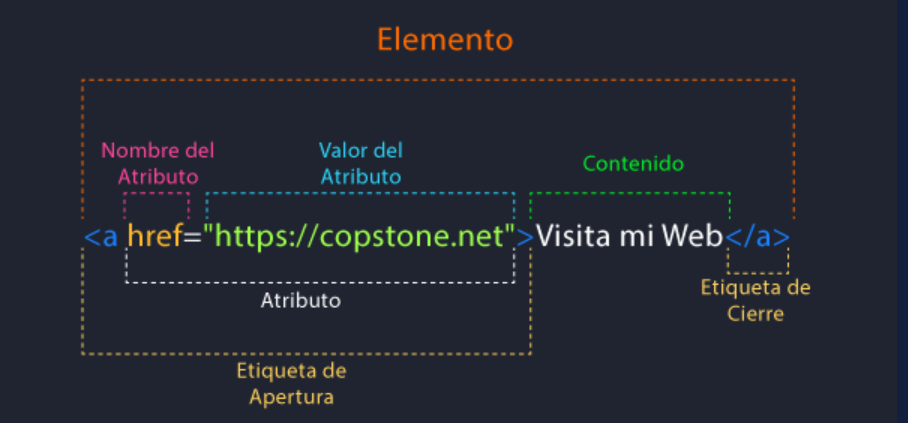 Elemento
Nombre del
Atributo
Valor del
Atributo
Contenido
<a href="https://copstone.net">Visita mi Web</a>
Atributo
Etiqueta de
Cierre
Etiqueta de
Apertura